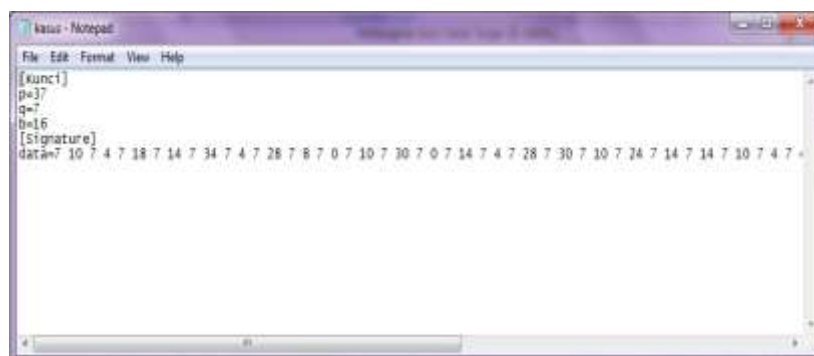 kasus - Notepad
File Edit Format View Help
[Kunci]
p=37
q=7
b=16
[Signature]
data=7 10 7 4 7 18 7 14 7 34 7 4 7 28 7 8 7 0 7 10 7 30 7 0 7 14 7 4 7 28 7 30 7 10 7 24 7 14 7 14 7 10 7 4 7